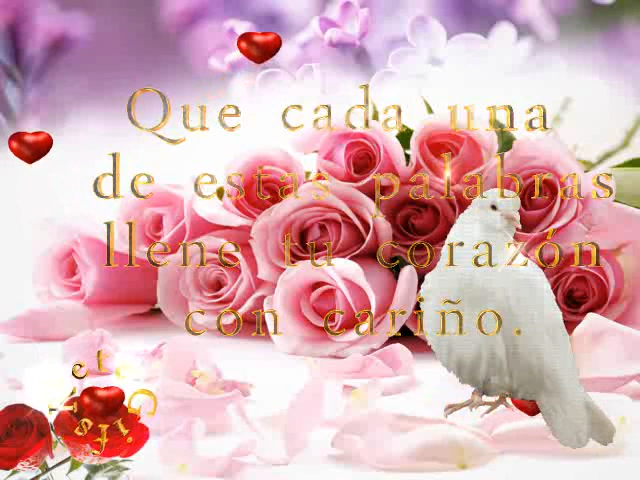 Que cada una
de estas palabras
llene tu corazón
con cariño.